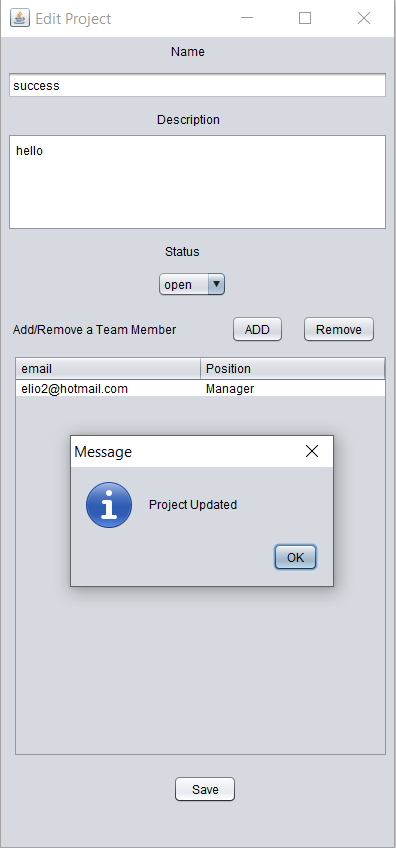 Edit Project
Name
success
Description
hello
Status
open
Add/Remove a Team Member ADD Remove
email Position
elio2@hotmail.com Manager
Message
Project Updated
OK
Save